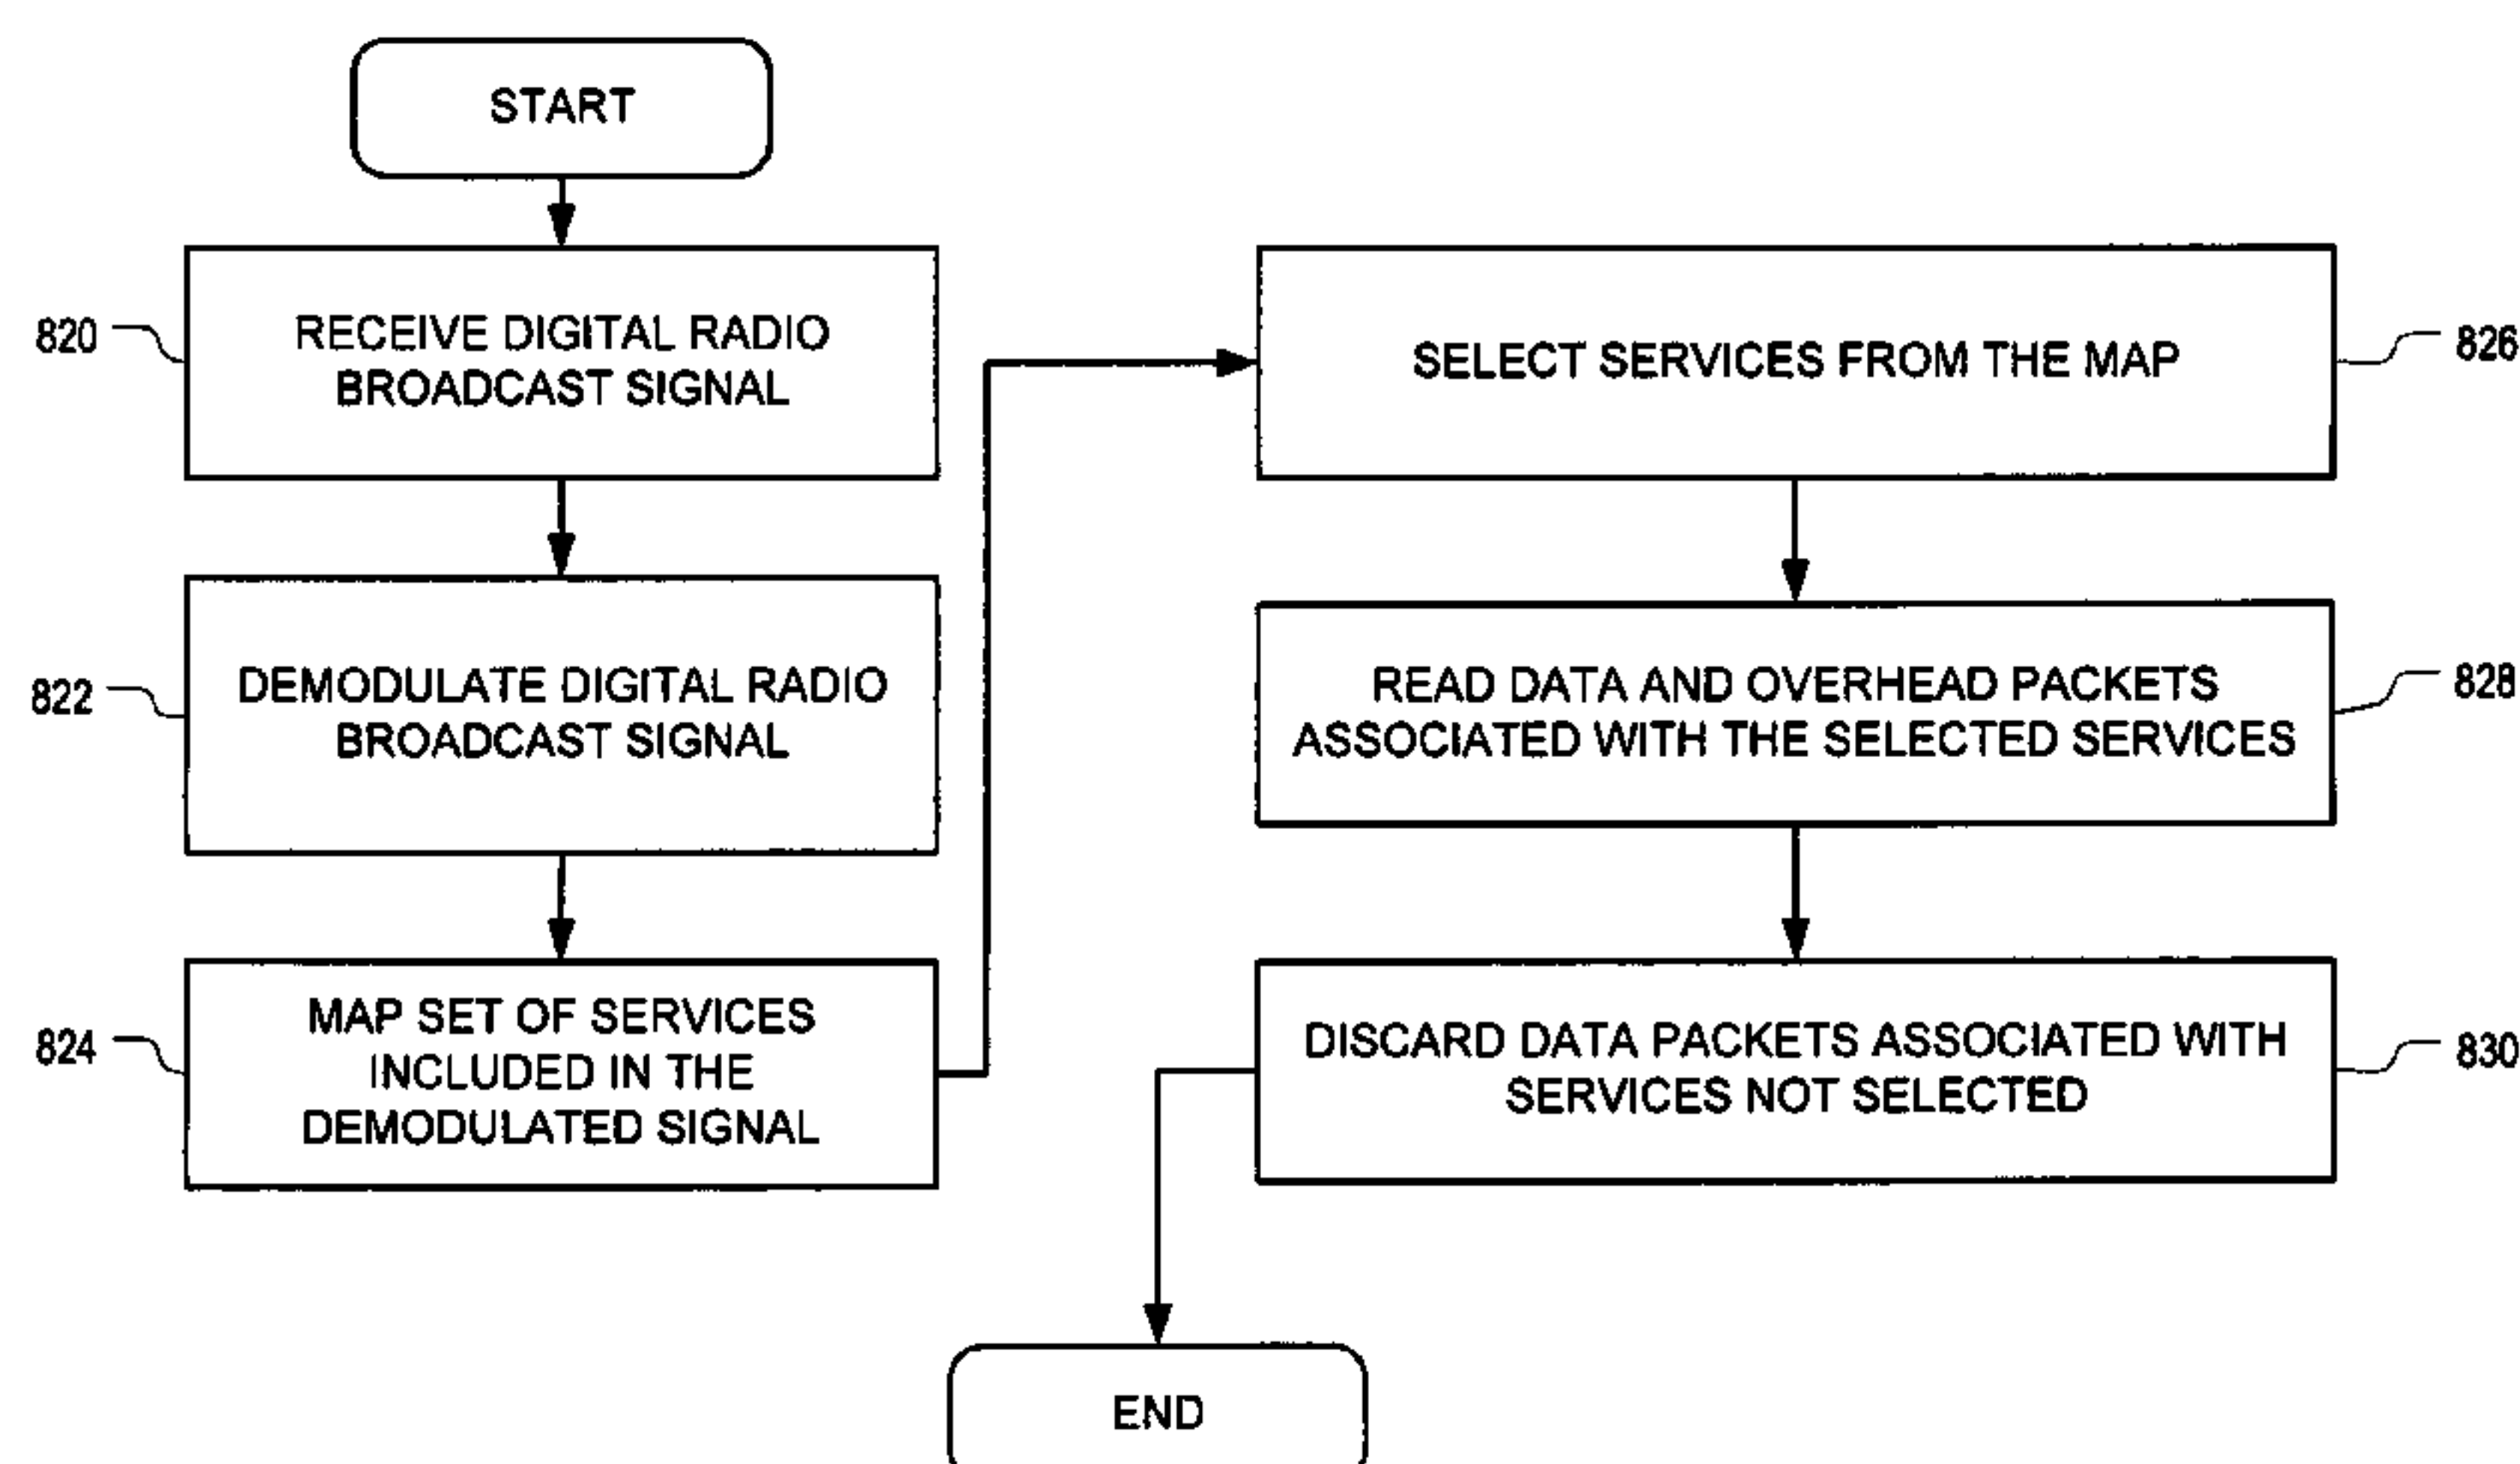 START
820
RECEIVE DIGITAL RADIO
BROADCAST SIGNAL
822
DEMODULATE DIGITAL RADIO
BROADCAST SIGNAL
824
MAP SET OF SERVICES
INCLUDED IN THE
DEMODULATED SIGNAL
SELECT SERVICES FROM THE MAP
826
READ DATA AND OVERHEAD PACKETS
ASSOCIATED WITH THE SELECTED SERVICES
828
DISCARD DATA PACKETS ASSOCIATED WITH
SERVICES NOT SELECTED
830
END